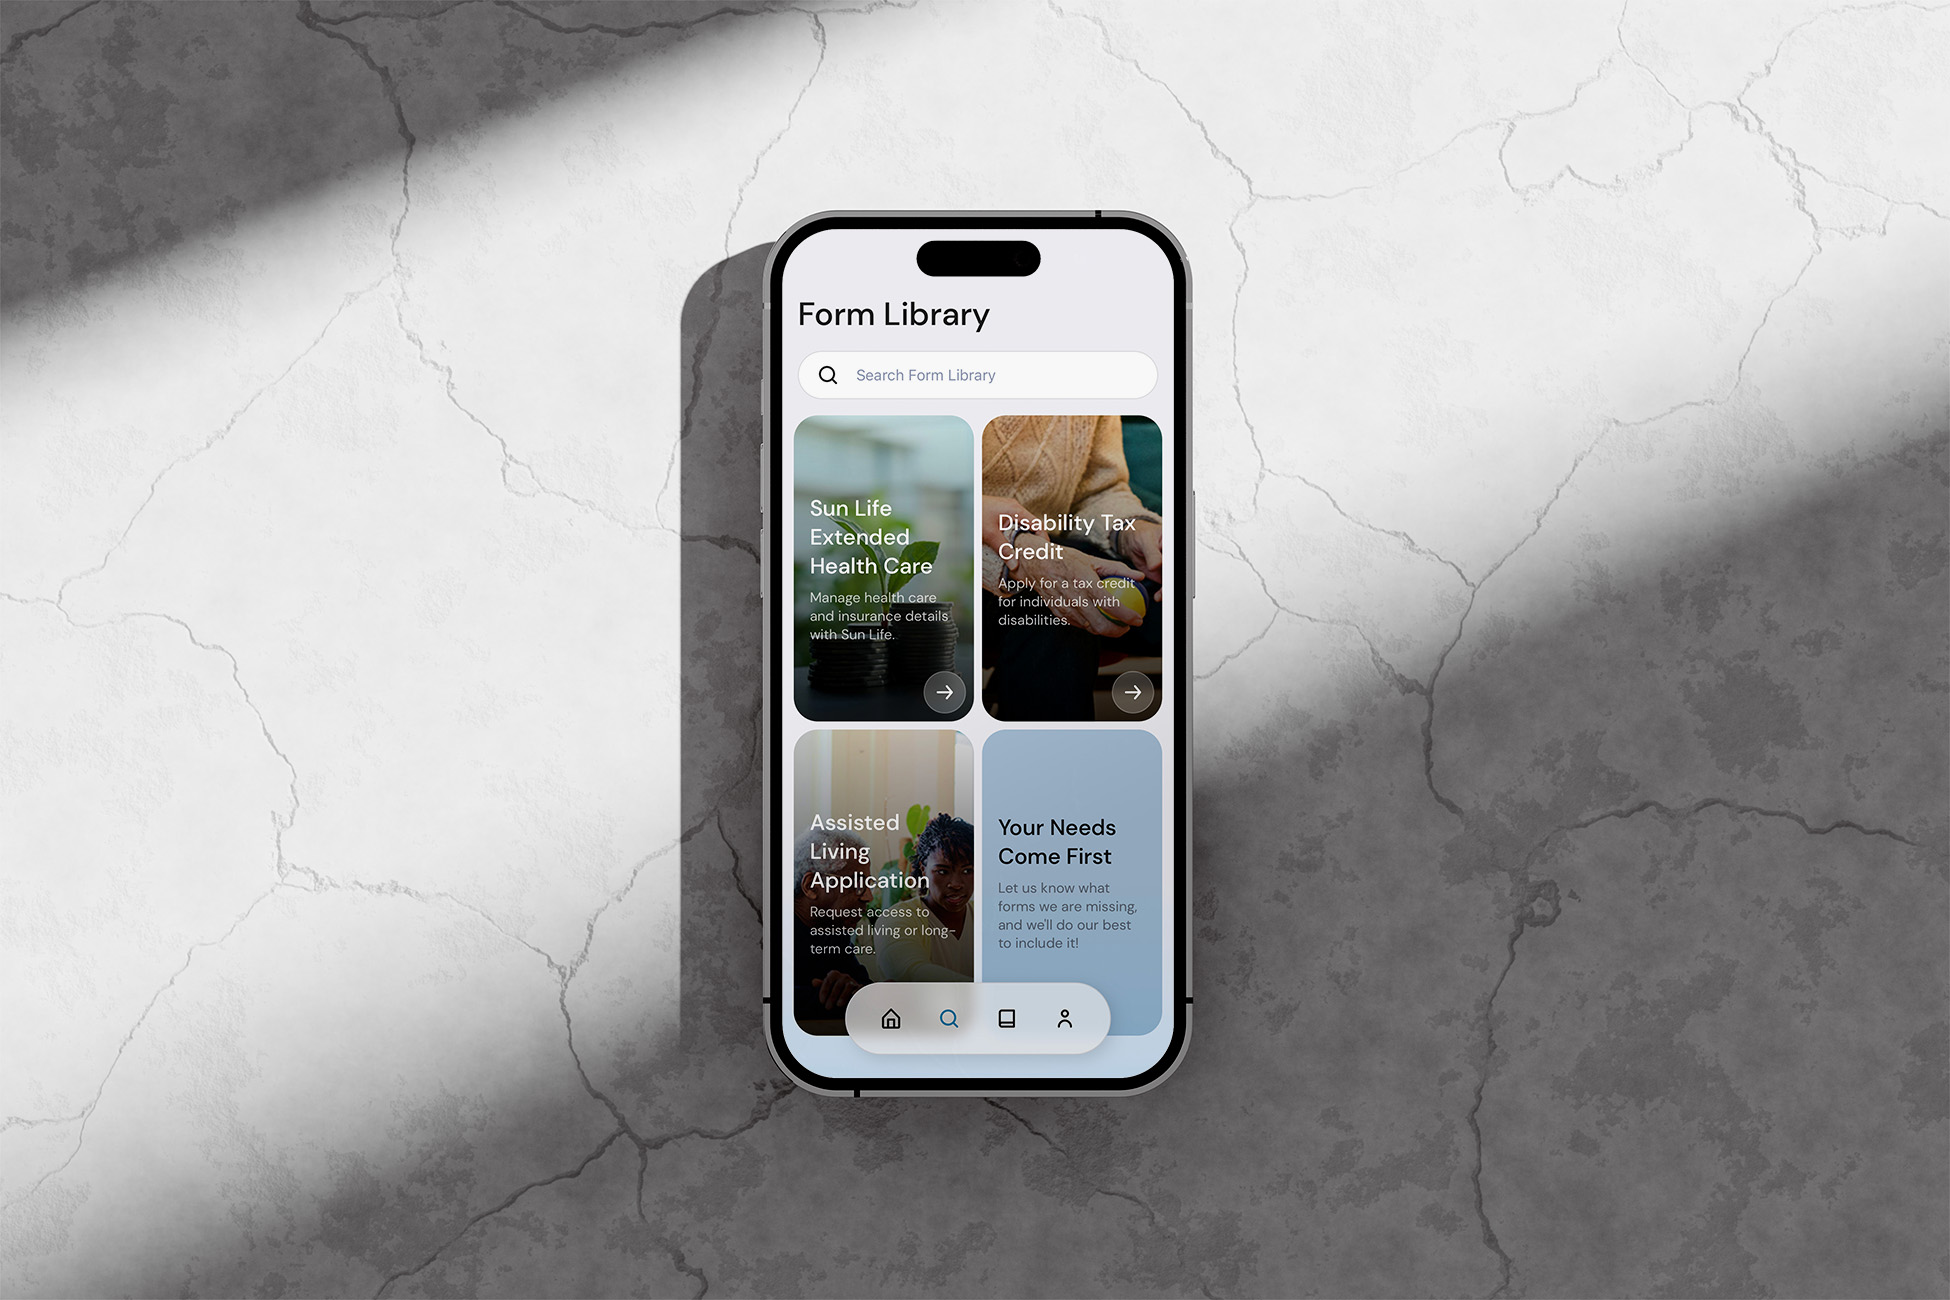 Form Library
Search Form Library
Sun Life
Extended
Health Care
Manage health care
and insurance details
with Sun Life.
Disability Tax
Credit
Apply for a tax credit
for individuals with
disabilities.
Assisted
Living
Application
Request access to
assisted living or long-
term care.
Your Needs
Come First
Let us know what
forms we are missing,
and we'll do our best
to include it!